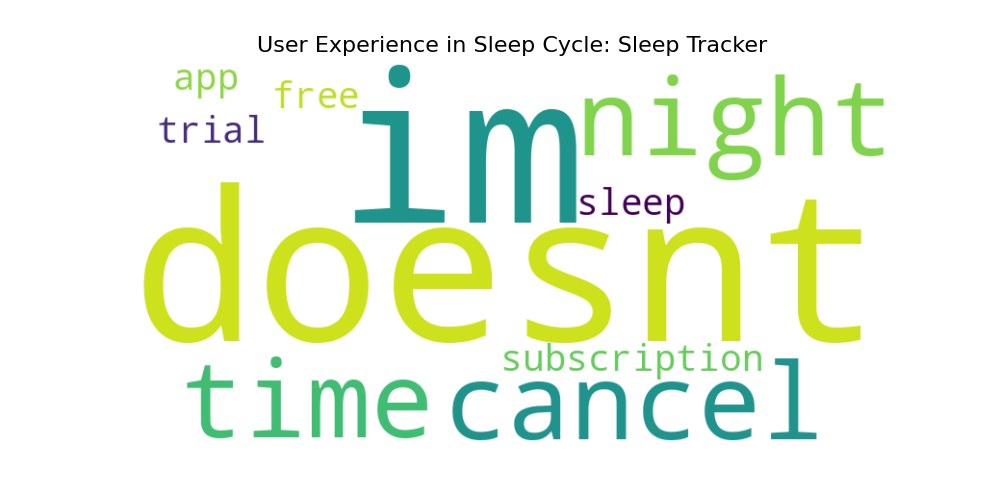 User Experience in Sleep Cycle: Sleep Tracker
app
free
im
night
trial
sleep
doesnt
subscription
time
cancel